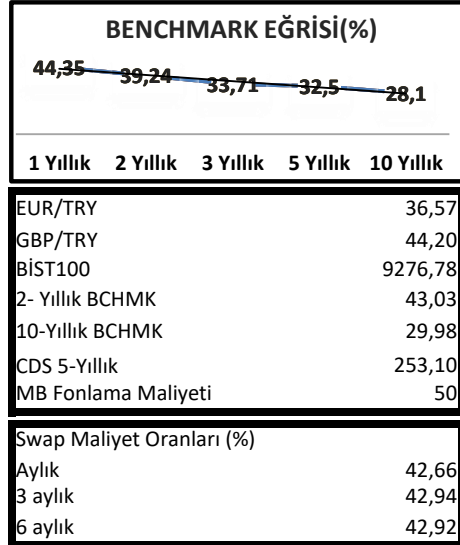 BENCHMARK EĞRİSİ(%)
44,35 39,24 33,71 32,5 28,1
1 Yıllık 2 Yıllık 3 Yıllık 5 Yıllık 10 Yıllık
EUR/TRY 36,57
GBP/TRY 44,20
BİST100 9276,78
2- Yıllık BCHMK 43,03
10-Yıllık BCHMK 29,98
CDS 5-Yıllık 253,10
MB Fonlama Maliyeti 50
Swap Maliyet Oranları (%)
Aylık 42,66
3 aylık 42,94
6 aylık 42,92